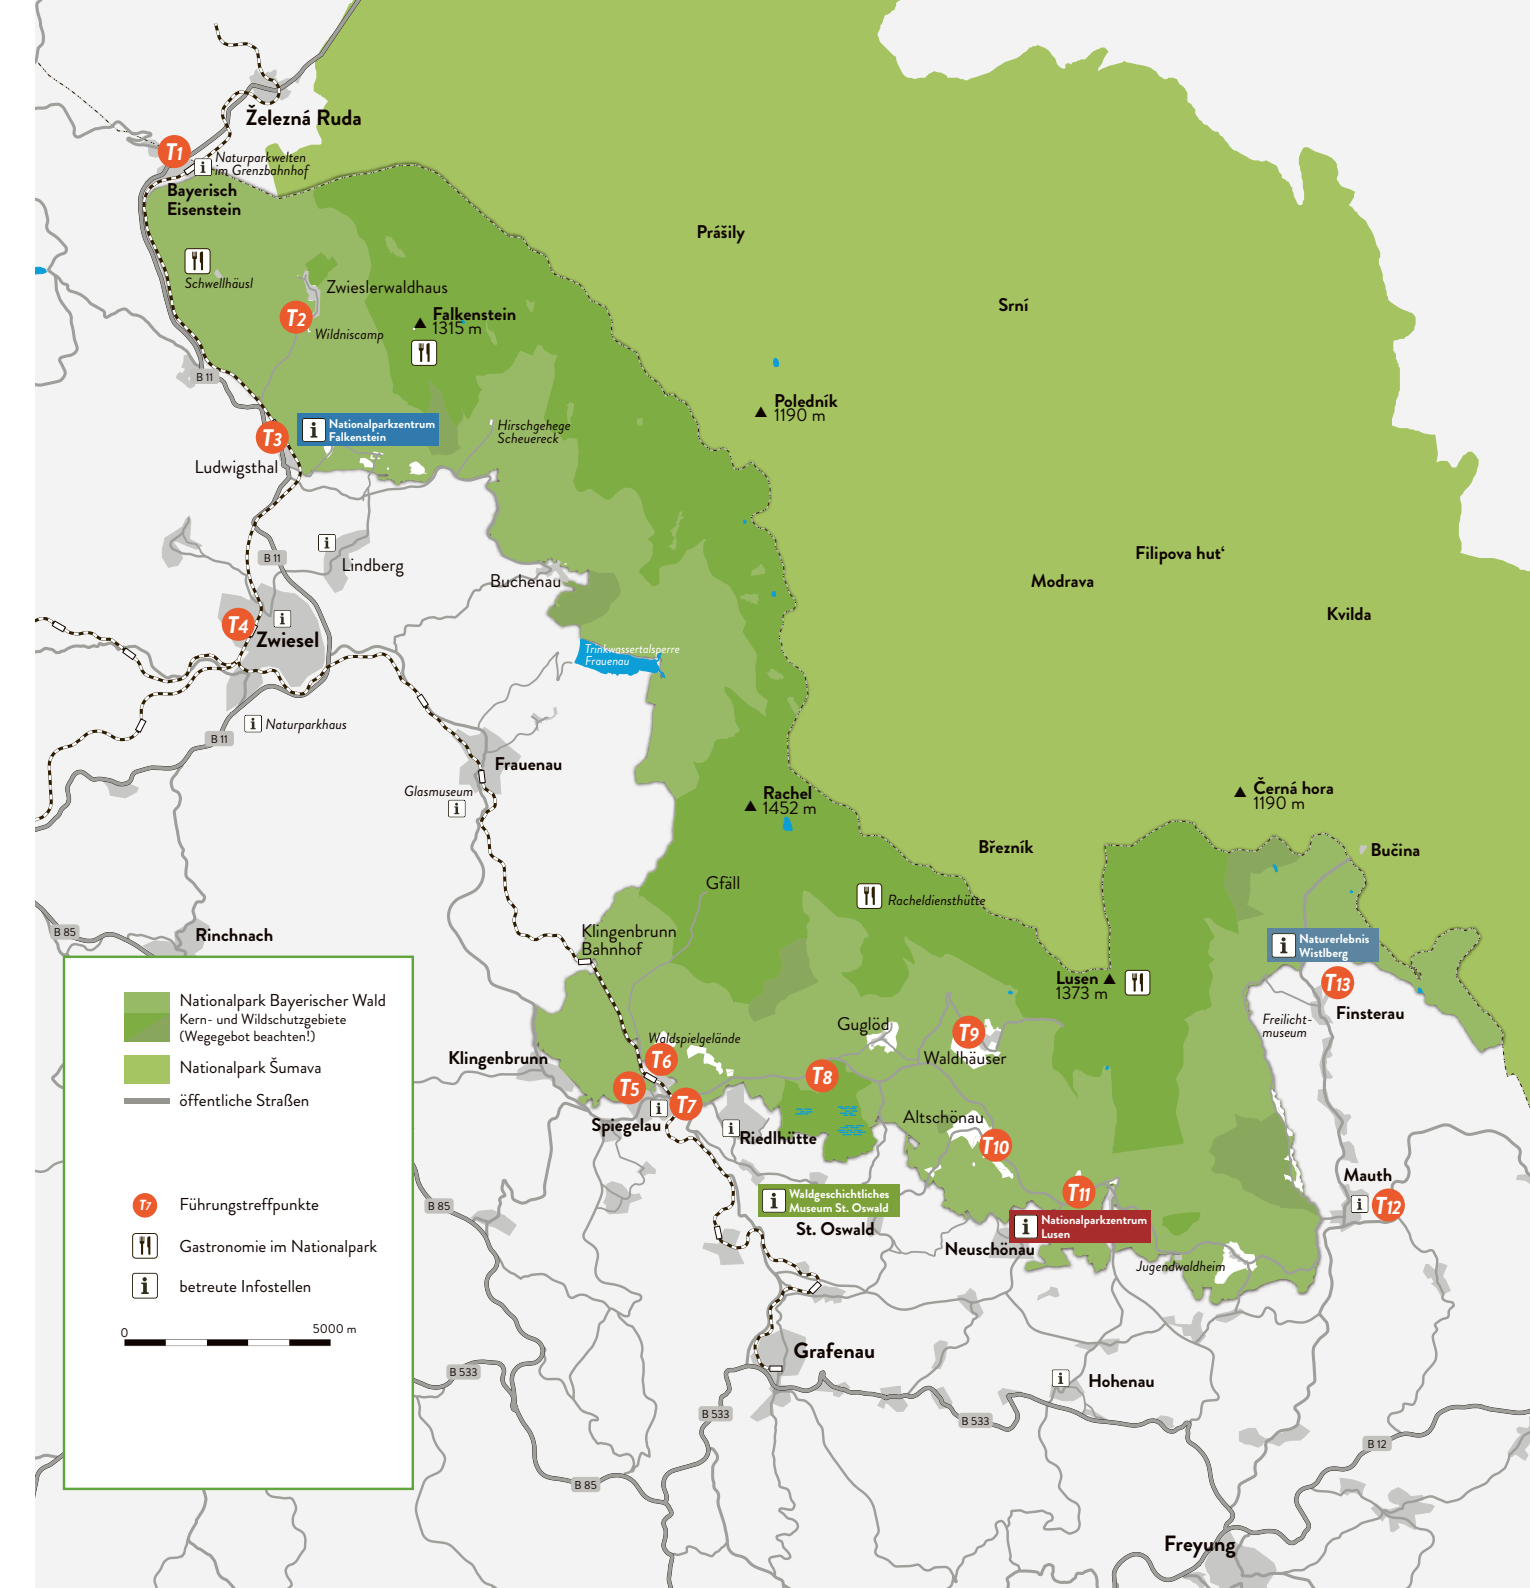 Železná Ruda
T1
i
Naturparkwelten
im Grenzbahnhof
Bayerisch
Eisenstein
Schwellhäusl
Zwieslerwaldhaus
T2
Wildniscamp
Falkenstein
1315 m
B 11
T3
i
Nationalparkzentrum
Falkenstein
Hirschgehege
Scheuereck
Ludwigsthal
Prášily
Srní
Poledník
1190 m
Filipova hut‘
Modrava
Kvilda
i
Lindberg
B 11
Buchenau
T4
i
Zwiesel
Trinkwassertalsperre
Frauenau
i
Naturparkhaus
B 11
Frauenau
Glasmuseum
i
Rachel
1452 m
Černá hora
1190 m
Březník
Bučina
Gfäll
Racheldiensthütte
Klingenbrunn
Bahnhof
B 85
Rinchnach
i
Naturerlebnis
Wistlberg
Lusen
1373 m
T13
Finsterau
Freilicht-
museum
Guglöd
T9
Waldhäuser
Waldspielgelände
T6
Klingenbrunn
T5
T8
i
T7
Spiegelau
i
Riedlhütte
Altschönau
T10
T11
Mauth
i
T12
i
Waldgeschichtliches
Museum St. Oswald
St. Oswald
i
Nationalparkzentrum
Lusen
Neuschönau
Jugendwaldheim
B 85
Grafenau
i
Hohenau
B 533
B 533
B 533
B 12
B 85
Freyung
Nationalpark Bayerischer Wald
Kern- und Wildschutzgebiete
(Wegegebot beachten!)
Nationalpark Šumava
öffentliche Straßen
T7
Führungstreffpunkte
Gastronomie im Nationalpark
i
betreute Infostellen
0
5000 m